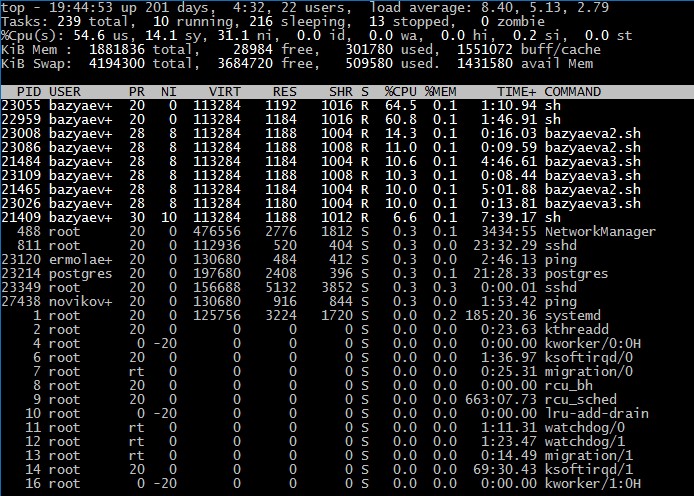 top - 19:44:53 up 201 days,  4:32, 22 users,  load average: 8.40, 5.13, 2.79
Tasks: 239 total,  10 running, 216 sleeping,  13 stopped,   0 zombie
%Cpu(s): 54.6 us, 14.1 sy, 31.1 ni,  0.0 id,  0.0 wa,  0.0 hi,  0.2 si,  0.0 st
KiB Mem :  1881836 total,    28984 free,   301780 used,  1551072 buff/cache
KiB Swap:  4194300 total,  3684720 free,   509580 used.  1431580 avail Mem
PID USER PR NI VIRT RES SHR S %CPU %MEM TIME+ COMMAND
23055 bazyaev+ 20 0 113284 1192 1016 R 64.5 0.1 1:10.94 sh
22959 bazyaev+ 20 0 113284 1184 1016 R 60.8 0.1 1:46.91 sh
23008 bazyaev+ 28 8 113284 1188 1004 R 14.3 0.1 0:16.03 bazyaeva2.sh
23086 bazyaev+ 28 8 113284 1188 1008 R 11.0 0.1 0:09.59 bazyaeva2.sh
21484 bazyaev+ 28 8 113284 1188 1004 R 10.6 0.1 4:46.61 bazyaeva3.sh
23109 bazyaev+ 28 8 113284 1188 1008 R 10.3 0.1 0:08.44 bazyaeva3.sh
21465 bazyaev+ 28 8 113284 1188 1004 R 10.0 0.1 5:01.88 bazyaeva2.sh
23026 bazyaev+ 28 8 113284 1180 1004 R 10.0 0.1 0:13.81 bazyaeva3.sh
21409 bazyaev+ 30 10 113284 1188 1012 R 6.6 0.1 7:39.17 sh
488 root 20 0 476556 2776 1812 S 0.3 0.1 3434:55 NetworkManager
811 root 20 0 112936 520 404 S 0.3 0.0 23:32.29 sshd
23120 ermolae+ 20 0 130680 484 412 S 0.3 0.0 2:46.13 ping
23214 postgres 20 0 197680 2408 396 S 0.3 0.1 21:28.33 postgres
23349 root 20 0 156688 5132 3852 S 0.3 0.3 0:00.01 sshd
27438 novikov+ 20 0 130680 916 844 S 0.3 0.0 1:53.42 ping
1 root 20 0 125756 3224 1720 S 0.0 0.2 185:20.36 systemd
2 root 20 0 0 0 0 S 0.0 0.0 0:23.63 kthreadd
4 root 0 -20 0 0 0 S 0.0 0.0 0:00.00 kworker/0:0H
6 root 20 0 0 0 0 S 0.0 0.0 1:36.97 ksoftirqd/0
7 root rt 0 0 0 0 S 0.0 0.0 0:25.31 migration/0
8 root 20 0 0 0 0 S 0.0 0.0 0:00.00 rcu_bh
9 root 20 0 0 0 0 S 0.0 0.0 663:07.73 rcu_sched
10 root 0 -20 0 0 0 S 0.0 0.0 0:00.00 lru-add-drain
11 root rt 0 0 0 0 S 0.0 0.0 1:11.31 watchdog/0
12 root rt 0 0 0 0 S 0.0 0.0 1:23.47 watchdog/1
13 root rt 0 0 0 0 S 0.0 0.0 0:14.49 migration/1
14 root 20 0 0 0 0 S 0.0 0.0 69:30.43 ksoftirqd/1
16 root 0 -20 0 0 0 S 0.0 0.0 0:00.00 kworker/1:0H